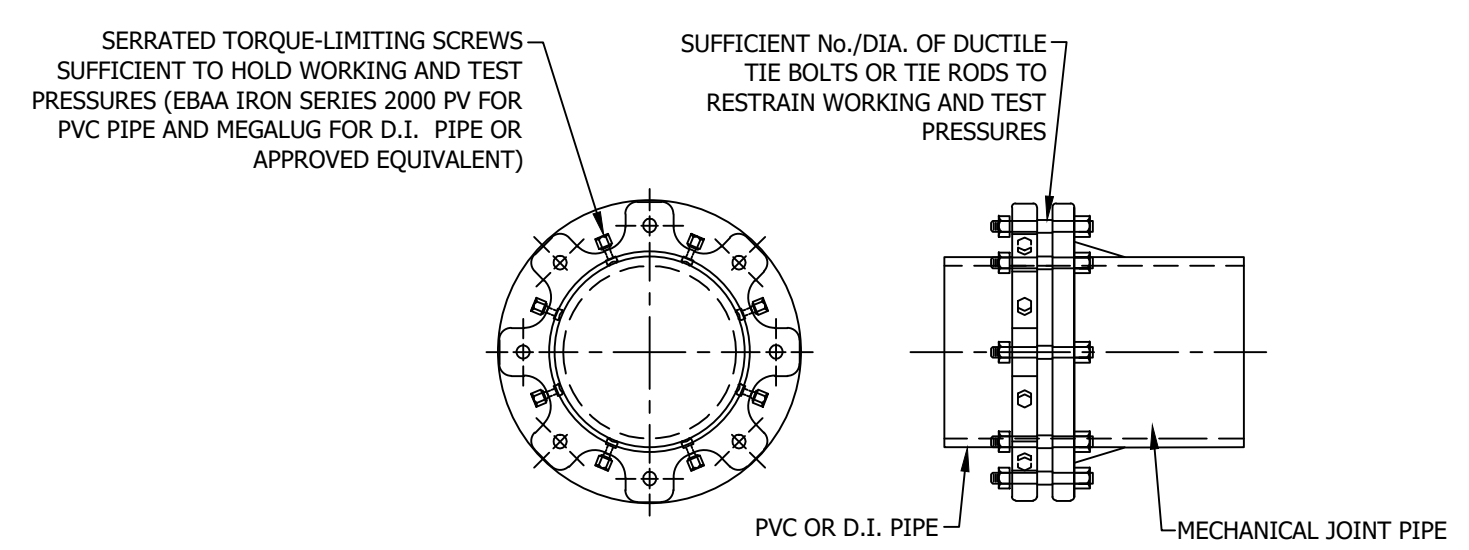 SERRATED TORQUE-LIMITING SCREWS
SUFFICIENT TO HOLD WORKING AND TEST
PRESSURES (EBAA IRON SERIES 2000 PV FOR
PVC PIPE AND MEGALUG FOR D.I. PIPE OR
APPROVED EQUIVALENT)
SUFFICIENT No./DIA. OF DUCTILE
TIE BOLTS OR TIE RODS TO
RESTRAIN WORKING AND TEST
PRESSURES
PVC OR D.I. PIPE
MECHANICAL JOINT PIPE